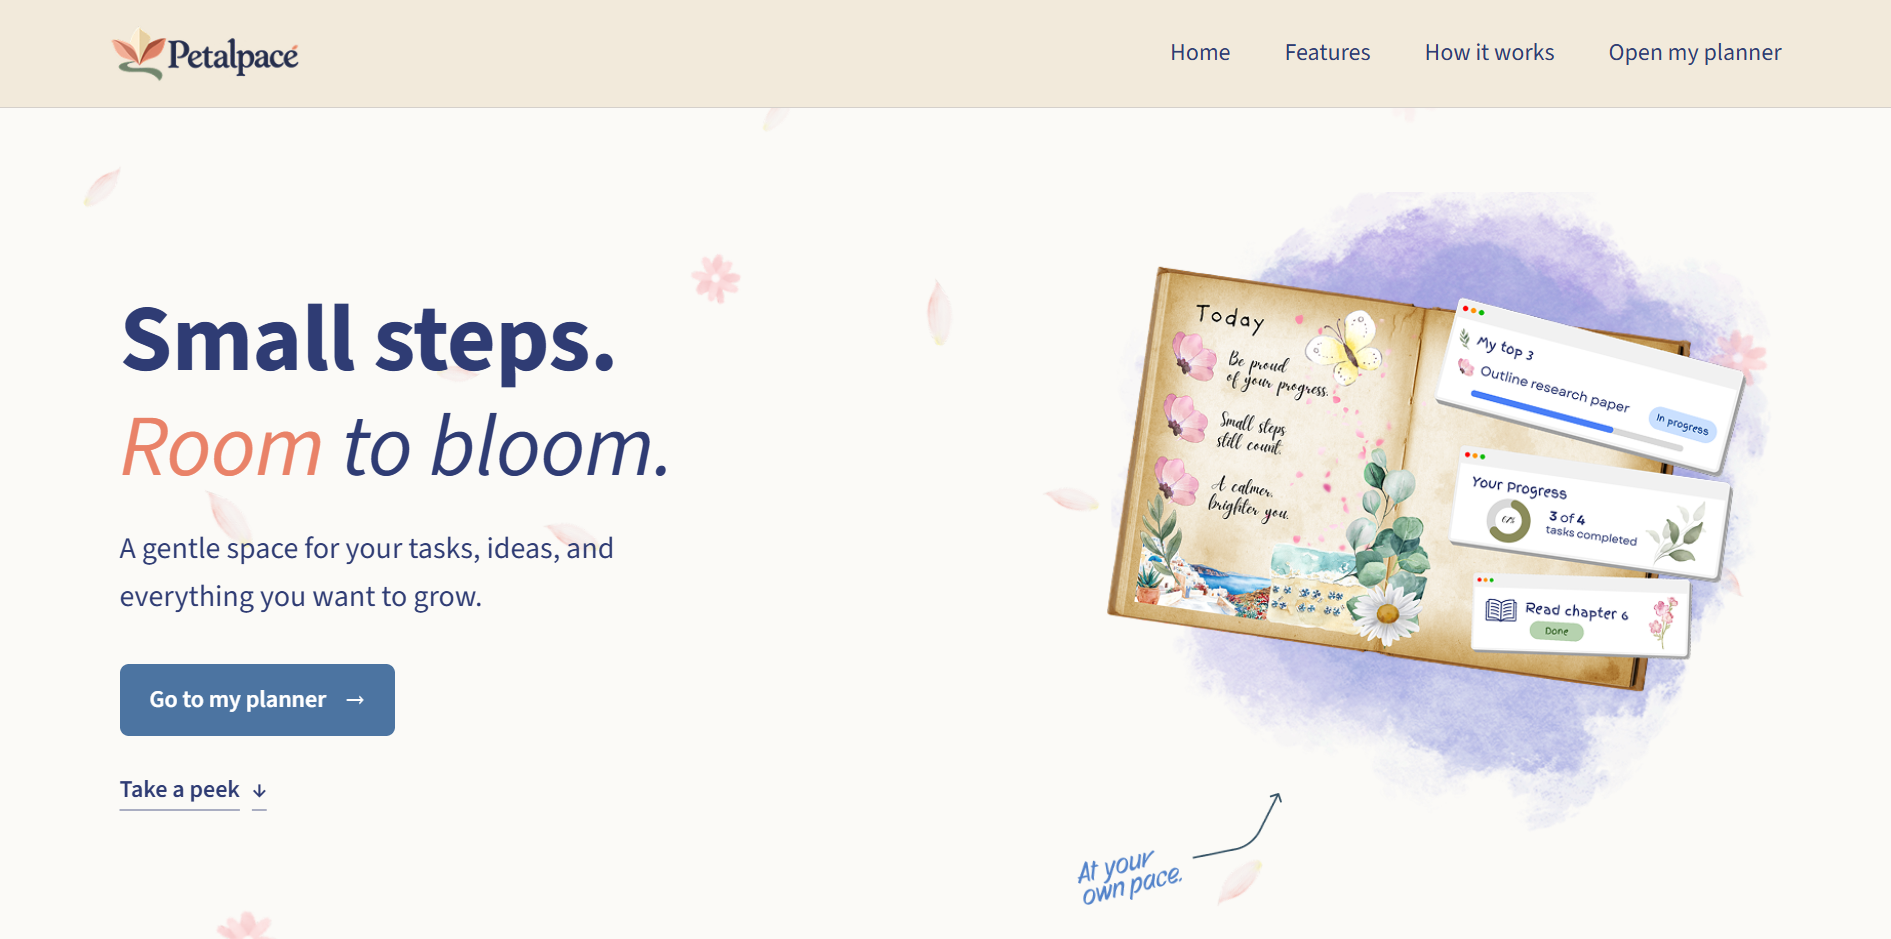 Petalpace
Home
Features
How it works
Open my planner
Small steps.
Room to bloom.
A gentle space for your tasks, ideas, and
everything you want to grow.
Go to my planner →
Take a peek ↓
Today
Be proud
of your progress.
Small steps
still count.
A calmer,
brighter you.
My top 3
Outline research paper
In progress
Your Progress
3 of 4
tasks completed
Read chapter 6
Done
At your
own pace.